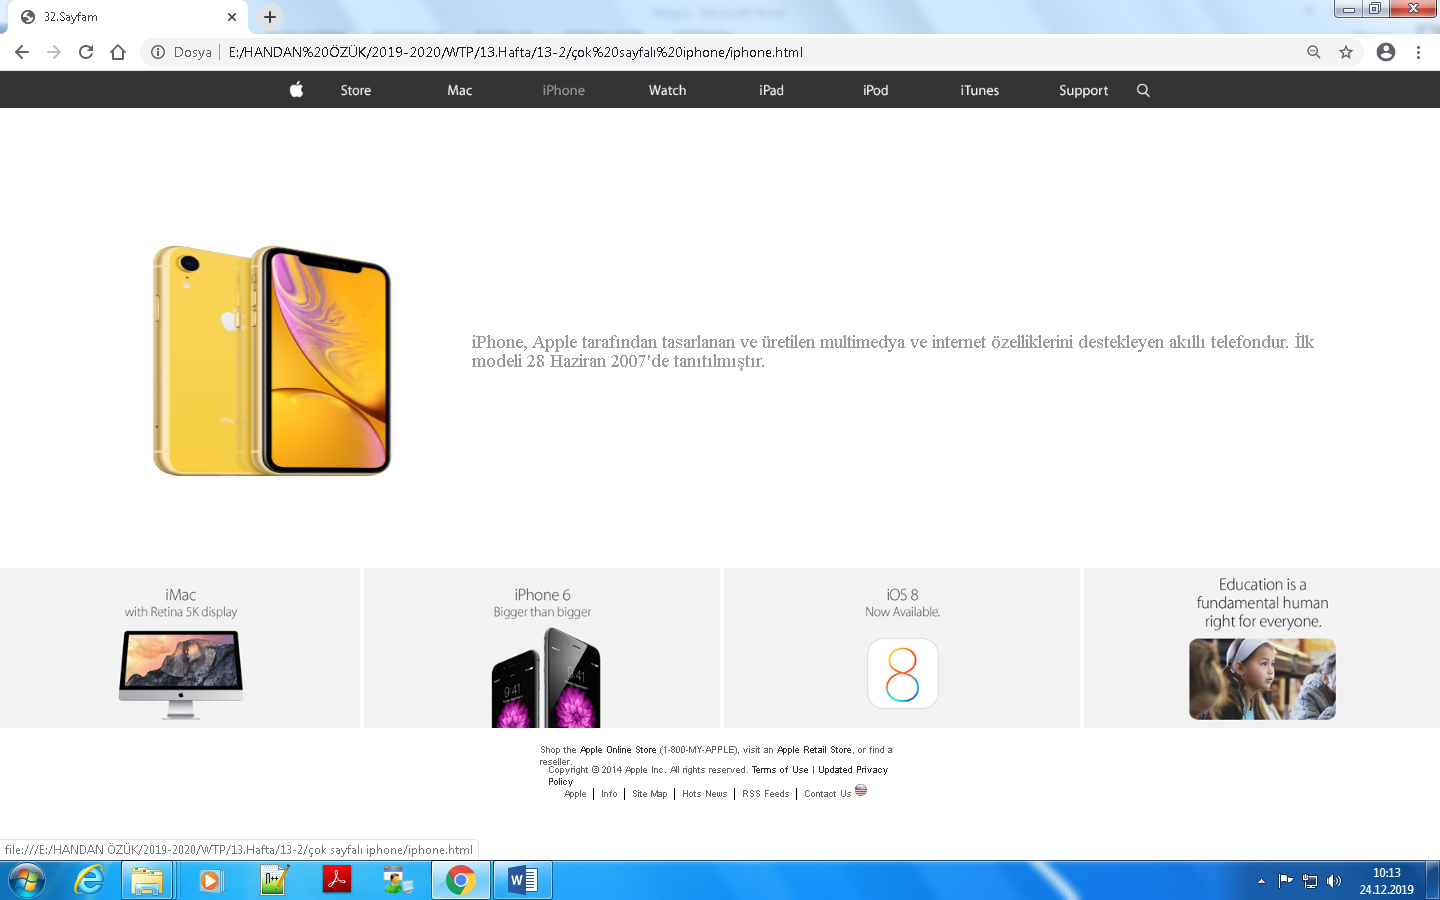 32.Sayfam
Dosya
E:/HANDAN%20ÖZÜK/2019-2020/WTP/13.Hafta/13-2/çok%20sayfalı%20iphone/iphone.html
Store Mac iPhone Watch iPad iPod iTunes Support
iPhone, Apple tarafından tasarlanan ve üretilen multimedya ve internet özelliklerini destekleyen akıllı telefondur. İlk
modeli 28 Haziran 2007'de tanıtılmıştır.
iMac
with Retina 5K display
iPhone 6
Bigger than bigger
9:41
9:41
iOS 8
Now Available.
8
Education is a
fundamental human
right for everyone.
Shop the Apple Online Store (1-800-MY-APPLE), visit an Apple Retail Store, or find a
reseller.
Copyright © 2014 Apple Inc. All rights reserved. Terms of Use | Updated Privacy
Policy
Apple | Info | Site Map | Hots News | RSS Feeds | Contact Us
file:///E:/HANDAN ÖZÜK/2019-2020/WTP/13.Hafta/13-2/çok sayfalı iphone/iphone.html
10:13
24.12.2019